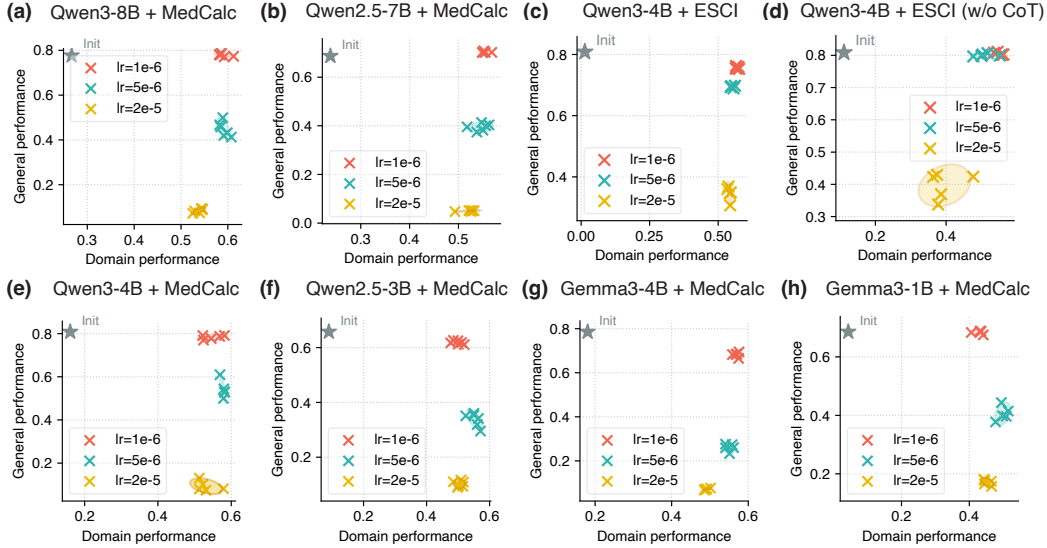 (a) Qwen3-8B + MedCalc
General performance
0.8
0.6
0.4
0.2
Init
lr=1e-6
lr=5e-6
lr=2e-5
0.3 0.4 0.5 0.6
Domain performance
(b) Qwen2.5-7B + MedCalc
General performance
0.8
0.6
0.4
0.2
0.0
Init
lr=1e-6
lr=5e-6
lr=2e-5
0.3 0.4 0.5 0.6
Domain performance
(c) Qwen3-4B + ESCI
General performance
0.8
0.6
0.4
Init
lr=1e-6
lr=5e-6
lr=2e-5
0.00 0.25 0.50
Domain performance
(d) Qwen3-4B + ESCI (w/o CoT)
General performance
0.8
0.7
0.6
0.5
0.4
0.3
Init
lr=1e-6
lr=5e-6
lr=2e-5
0.2 0.4 0.6
Domain performance
(e) Qwen3-4B + MedCalc
General performance
0.8
0.6
0.4
0.2
Init
lr=1e-6
lr=5e-6
lr=2e-5
0.2 0.4 0.6
Domain performance
(f) Qwen2.5-3B + MedCalc
General performance
0.6
0.4
0.2
Init
lr=1e-6
lr=5e-6
lr=2e-5
0.2 0.4 0.6
Domain performance
(g) Gemma3-4B + MedCalc
General performance
0.8
0.6
0.4
0.2
Init
lr=1e-6
lr=5e-6
lr=2e-5
0.2 0.4 0.6
Domain performance
(h) Gemma3-1B + MedCalc
General performance
0.6
0.4
0.2
Init
lr=1e-6
lr=5e-6
lr=2e-5
0.2 0.4
Domain performance